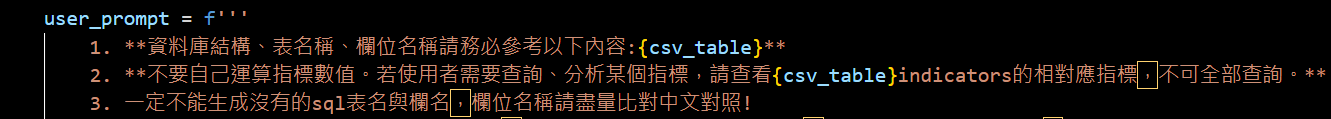 user_prompt = f'''
1. **資料庫結構、表名稱、欄位名稱請務必參考以下內容:{csv_table}**
2. **不要自己運算指標數值。若使用者需要查詢、分析某個指標，請查看{csv_table}indicators的相對應指標，不可全部查詢。**
3. 一定不能生成沒有的sql表名與欄名，欄位名稱請盡量比對中文對照!